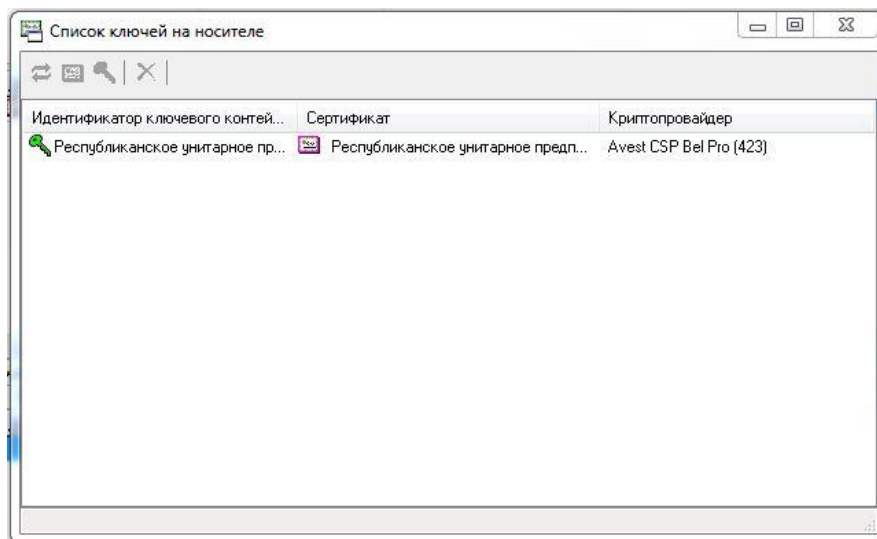 Список ключей на носителе
Идентификатор ключевого контей... Сертификат Криптопровайдер
Республиканское унитарное пр... Республиканское унитарное предп... Avest CSP Bel Pro (423)